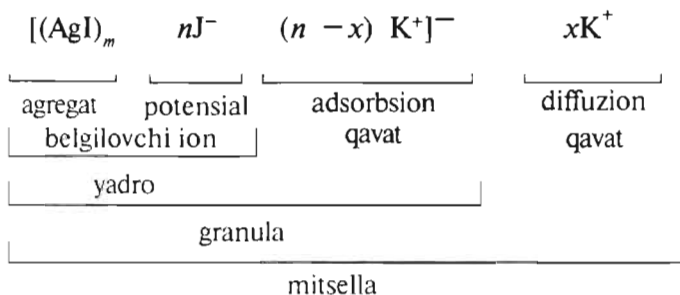 [(AgI)ₘ nJ⁻ (n – x) K⁺]⁻ xK⁺
agregat potensial adsorbsion diffuzion
belgilovchi ion qavat qavat
yadro
granula
mitsella